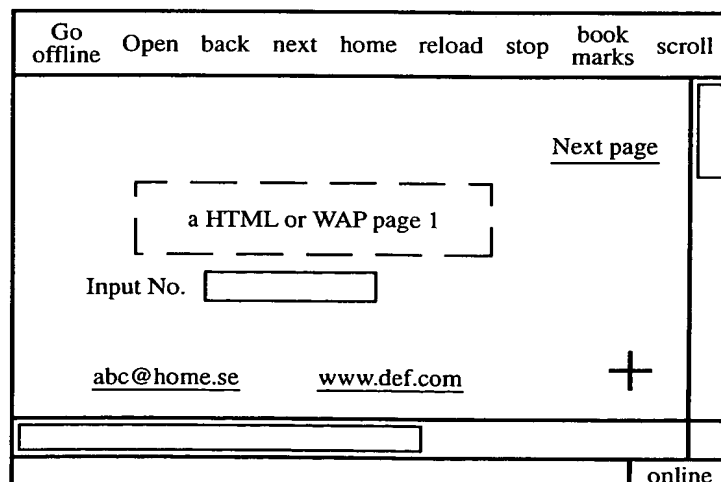 Go offline Open back next home reload stop book marks scroll
Next page
a HTML or WAP page 1
Input No.
abc@home.se www.def.com
online